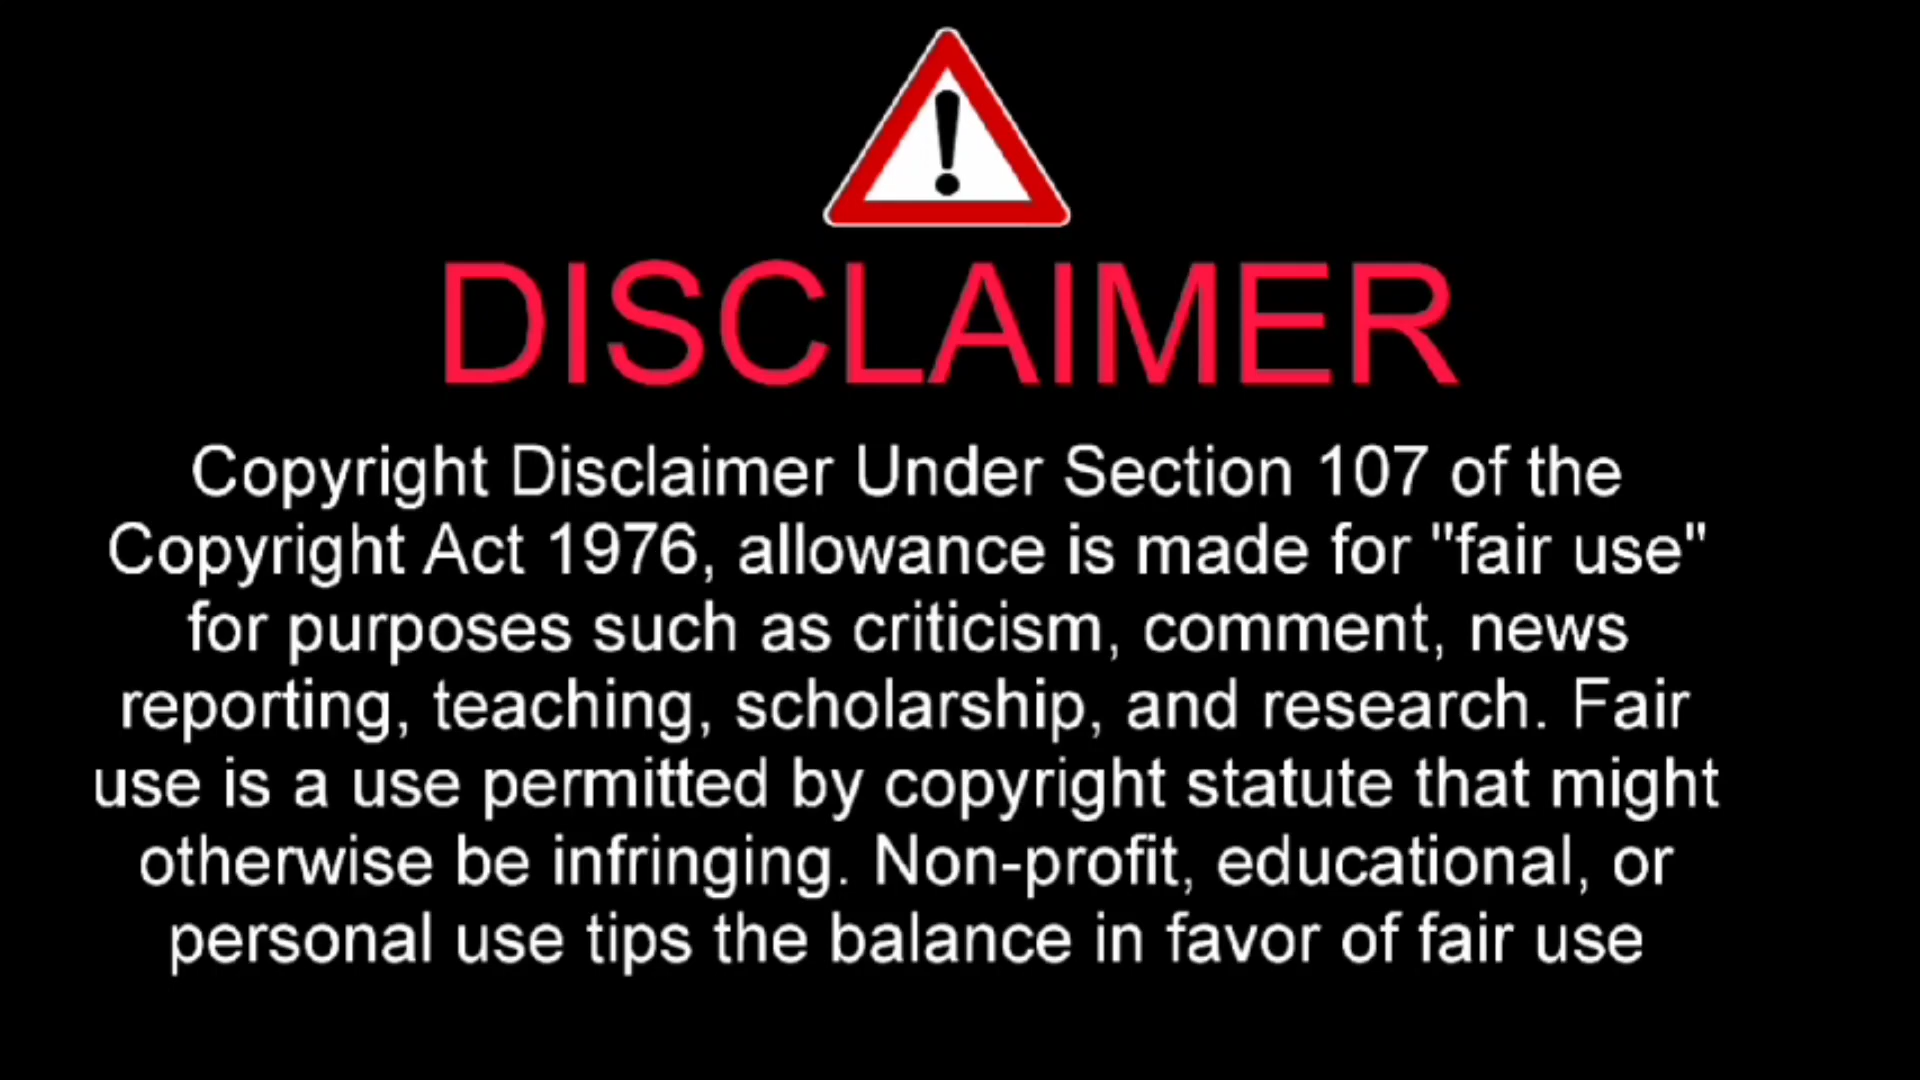 DISCLAIMER
Copyright Disclaimer Under Section 107 of the
Copyright Act 1976, allowance is made for "fair use"
for purposes such as criticism, comment, news
reporting, teaching, scholarship, and research. Fair
use is a use permitted by copyright statute that might
otherwise be infringing. Non-profit, educational, or
personal use tips the balance in favor of fair use